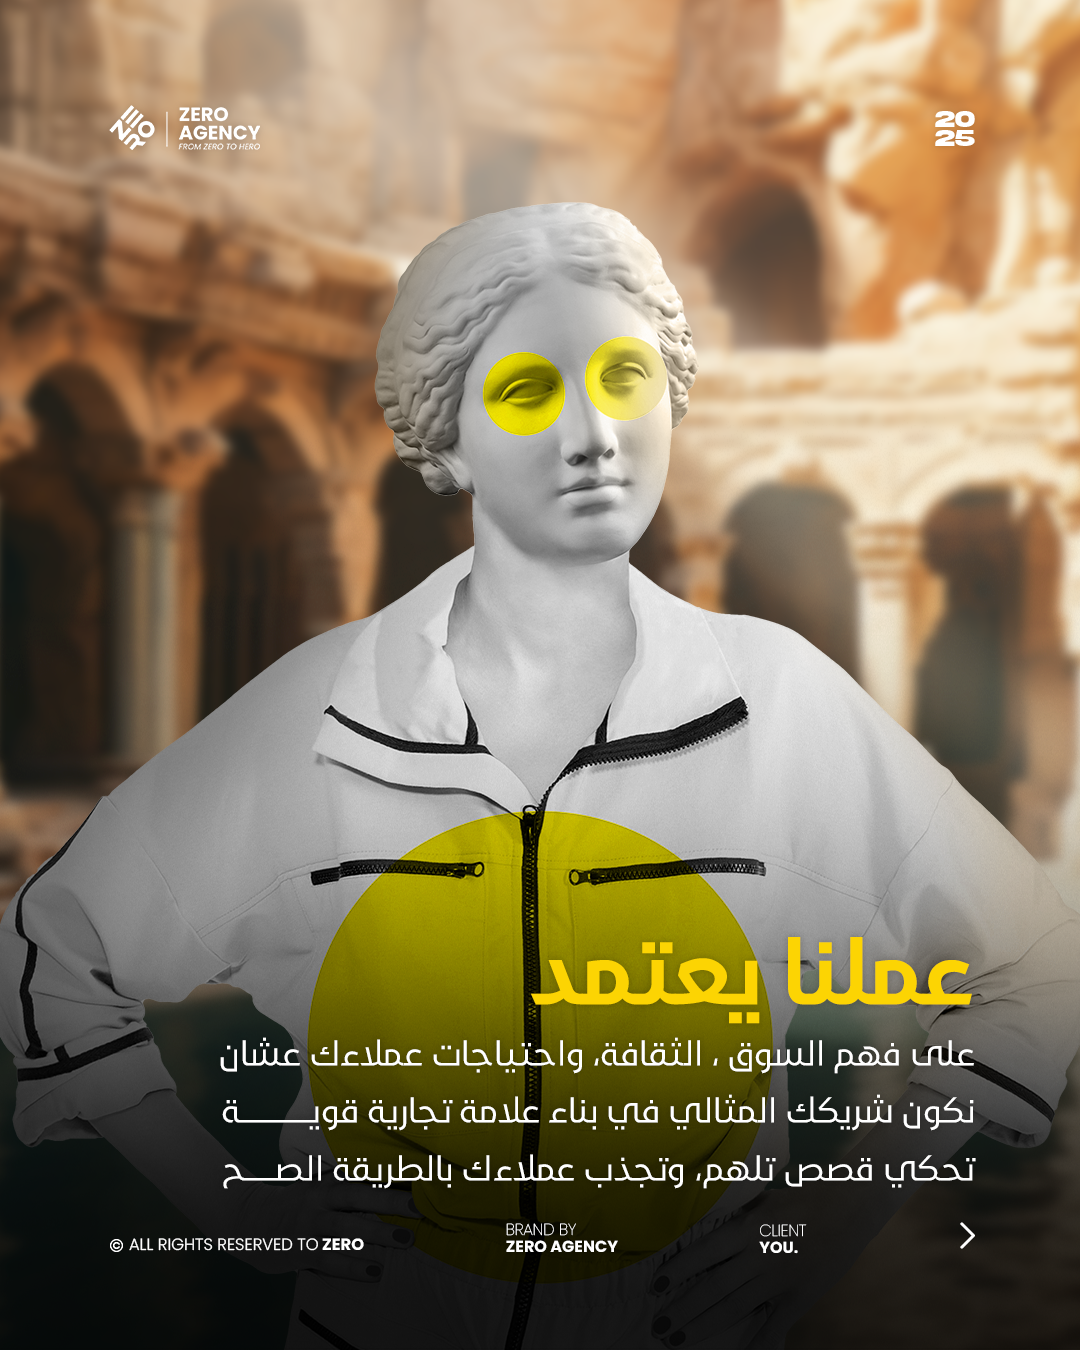 ZERO
ZERO
AGENCY
FROM ZERO TO HERO
20
25
عملنا يعتمد
على فهم السوق ، الثقافة، واحتياجات عملاءك عشان
نكون شريكك المثالي في بناء علامة تجارية قويـــــة
تحكي قصص تلهم، وتجذب عملاءك بالطريقة الصـــح
© ALL RIGHTS RESERVED TO ZERO
BRAND BY
ZERO AGENCY
CLIENT
YOU.